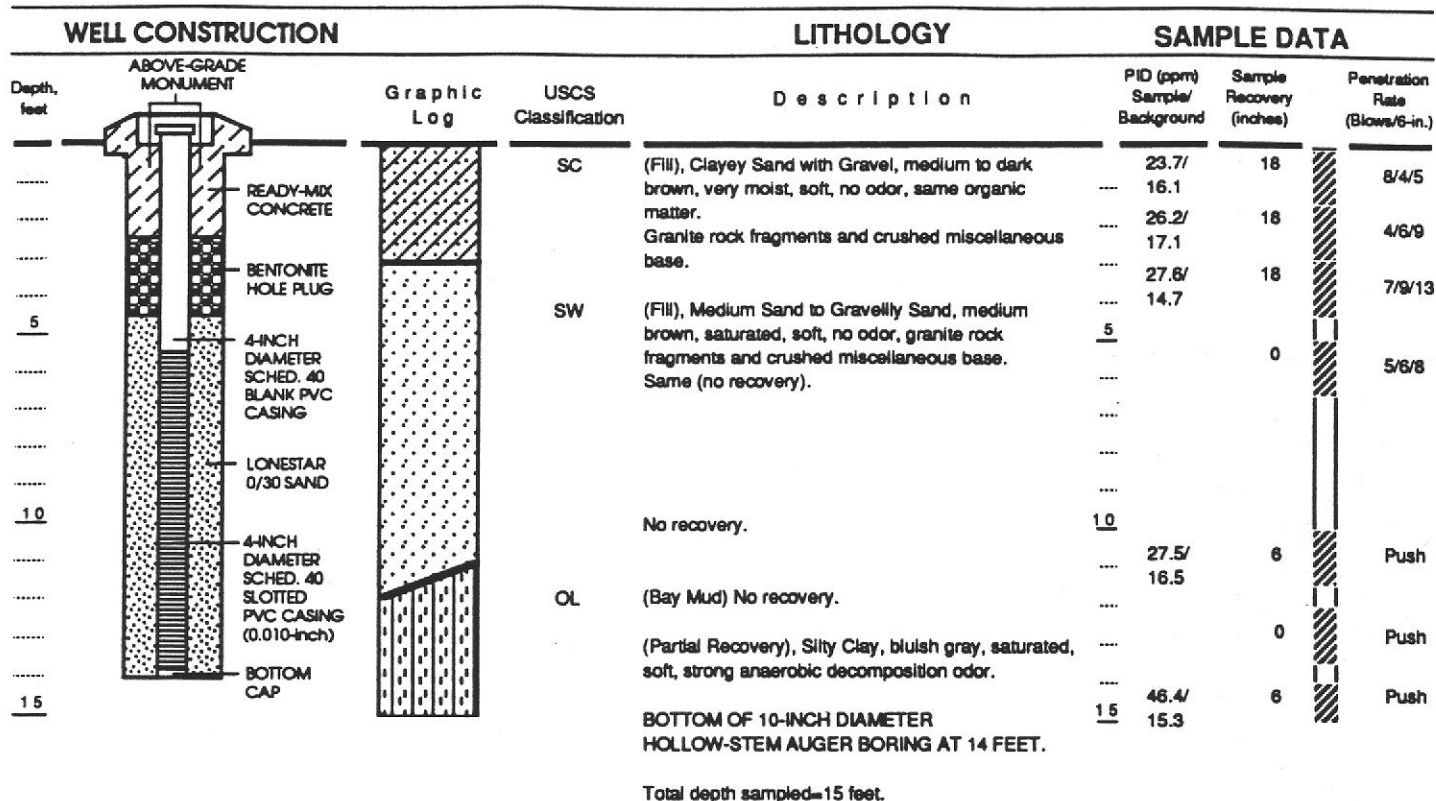 WELL CONSTRUCTION
LITHOLOGY
SAMPLE DATA
Depth,
feet
ABOVE-GRADE
MONUMENT
Graphic
Log
USCS
Classification
Description
PID (ppm)
Sample/
Background
Sample
Recovery
(inches)
Penetration
Rate
(Blows/6-in.)
READY-MIX
CONCRETE
BENTONITE
HOLE PLUG
5
4-INCH
DIAMETER
SCHED. 40
BLANK PVC
CASING
LONESTAR
0/30 SAND
10
4-INCH
DIAMETER
SCHED. 40
SLOTTED
PVC CASING
(0.010-inch)
BOTTOM
CAP
15
SC
(Fill), Clayey Sand with Gravel, medium to dark
brown, very moist, soft, no odor, same organic
matter.
Granite rock fragments and crushed miscellaneous
base.
SW
(Fill), Medium Sand to Gravellly Sand, medium
brown, saturated, soft, no odor, granite rock
fragments and crushed miscellaneous base.
Same (no recovery).
No recovery.
OL
(Bay Mud) No recovery.
(Partial Recovery), Silty Clay, bluish gray, saturated,
soft, strong anaerobic decomposition odor.
BOTTOM OF 10-INCH DIAMETER
HOLLOW-STEM AUGER BORING AT 14 FEET.
Total depth sampled=15 feet.
23.7/ 18
16.1
8/4/5
26.2/ 18
17.1
4/6/9
27.6/ 18
14.7
7/9/13
5
0 5/6/8
10
27.5/ 6 Push
16.5
0 Push
46.4/ 6 Push
15 15.3